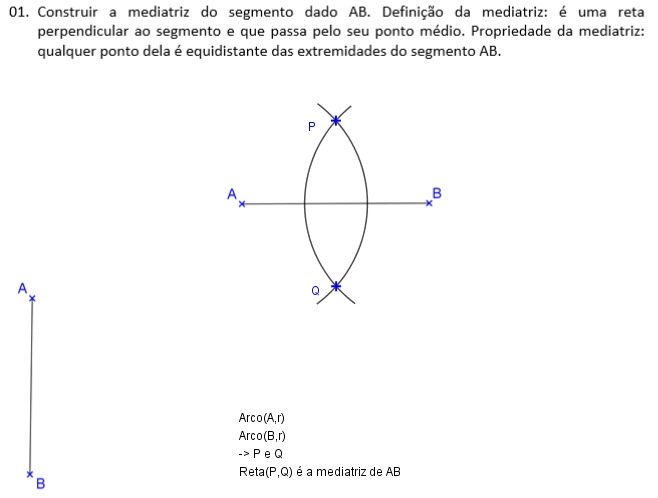 01. Construir a mediatriz do segmento dado AB. Definição da mediatriz: é uma reta
perpendicular ao segmento e que passa pelo seu ponto médio. Propriedade da mediatriz:
qualquer ponto dela é equidistante das extremidades do segmento AB.
P
A
B
Q
A
B
Arco(A,r)
Arco(B,r)
-> P e Q
Reta(P,Q) é a mediatriz de AB